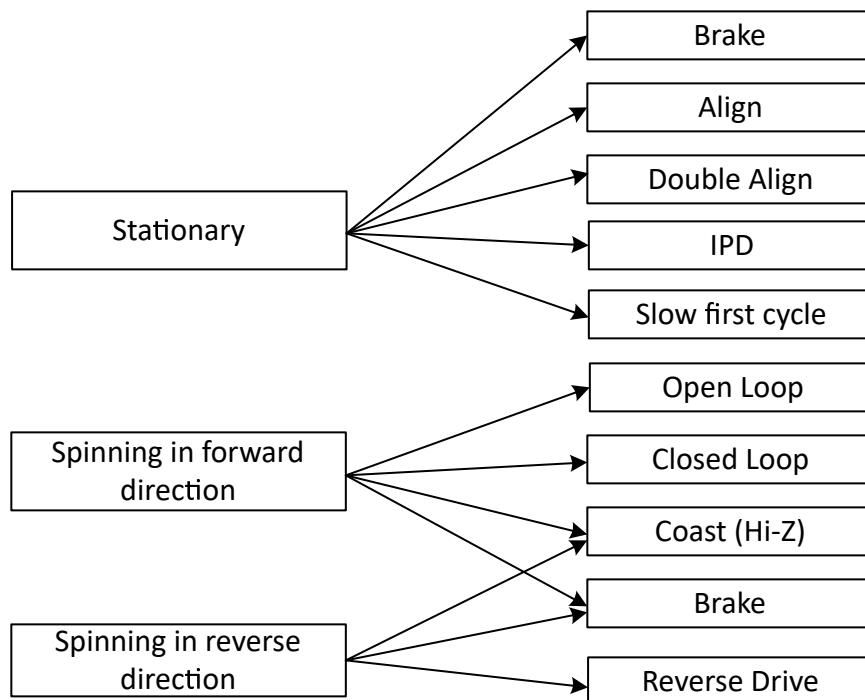 Brake
Align
Double Align
Stationary
IPD
Slow first cycle
Open Loop
Spinning in forward
direction
Closed Loop
Coast (Hi-Z)
Brake
Spinning in reverse
direction
Reverse Drive